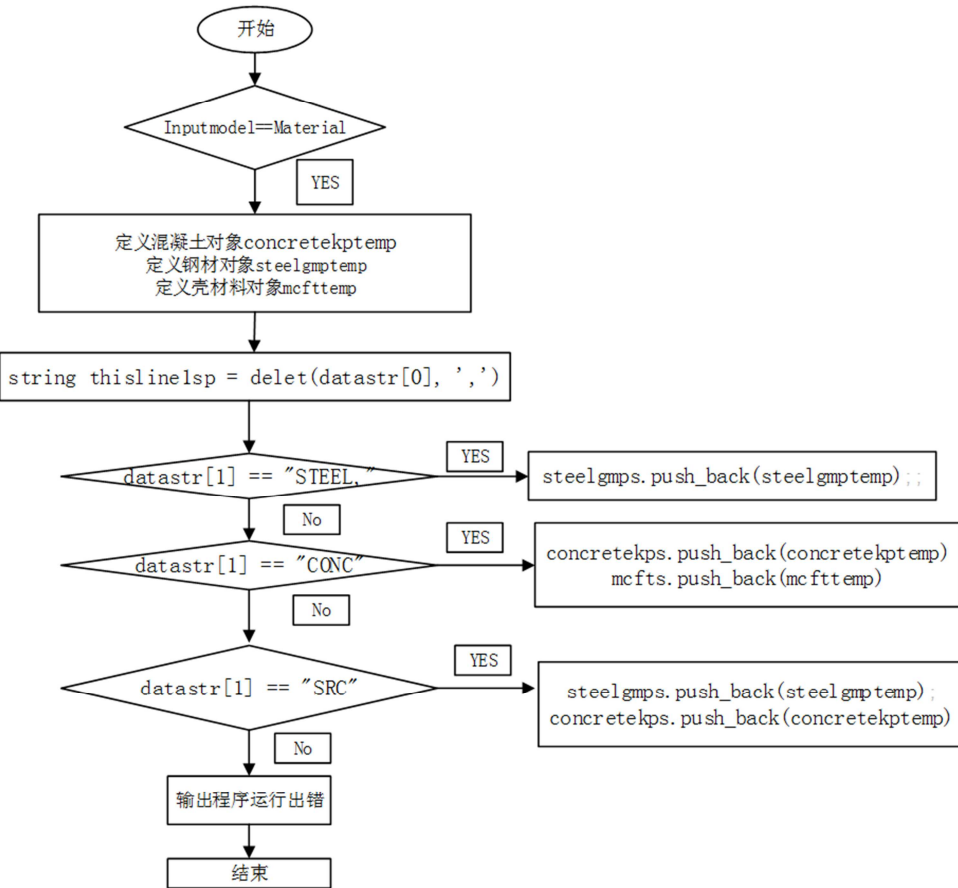 开始
Inputmodel==Material
YES
定义混凝土对象concretekptemp
定义钢材对象steelgmptemp
定义壳材料对象mcfttemp
string thisline1sp = delet(datastr[0], ',')
datastr[1] == "STEEL,"
YES
steelgmps.push_back(steelgmptemp);;
No
datastr[1] == "CONC"
YES
concretekps.push_back(concretekptemp)
mcfts.push_back(mcfttemp)
No
datastr[1] == "SRC"
YES
steelgmps.push_back(steelgmptemp);
concretekps.push_back(concretekptemp)
No
输出程序运行出错
结束